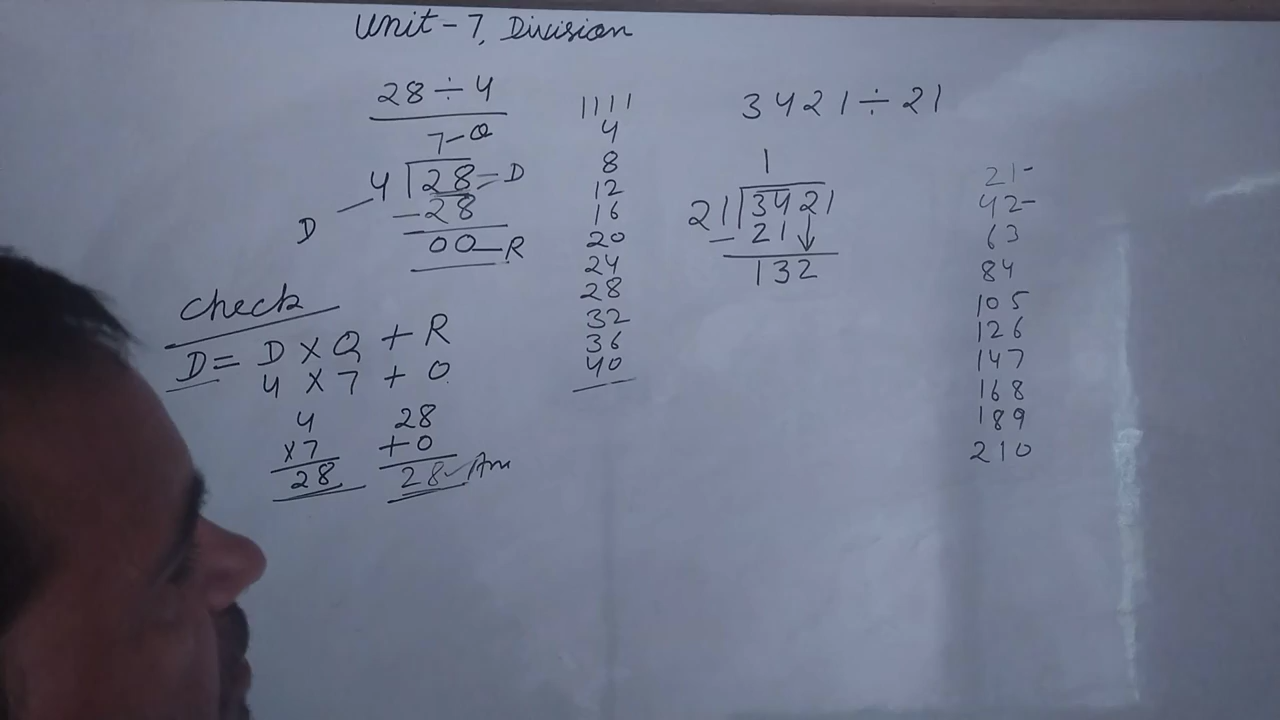 Unit - 7, Division
28 ÷ 4
7 - Q
4 28 = D
D
- 28
00 - R
check
D = D × Q + R
4 × 7 + 0
4
× 7
28
28
+ 0
28 Ans
1111
4
8
12
16
20
24
28
32
36
40
3421 ÷ 21
1
21 3421
- 21 ↓
132
21 -
42 -
63
84
105
126
147
168
189
210